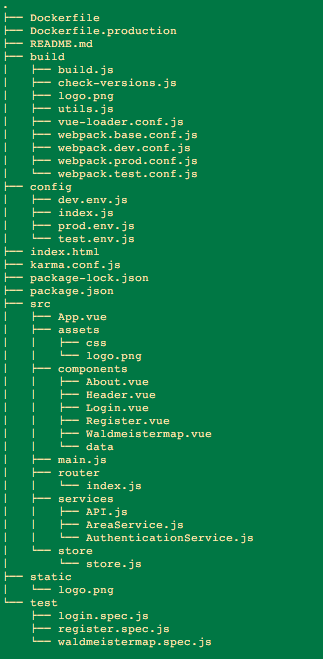 .
├── Dockerfile
├── Dockerfile.production
├── README.md
├── build
│   ├── build.js
│   ├── check-versions.js
│   ├── logo.png
│   ├── utils.js
│   ├── vue-loader.conf.js
│   ├── webpack.base.conf.js
│   ├── webpack.dev.conf.js
│   ├── webpack.prod.conf.js
│   └── webpack.test.conf.js
├── config
│   ├── dev.env.js
│   ├── index.js
│   ├── prod.env.js
│   └── test.env.js
├── index.html
├── karma.conf.js
├── package-lock.json
├── package.json
├── src
│   ├── App.vue
│   ├── assets
│   │   ├── css
│   │   └── logo.png
│   ├── components
│   │   ├── About.vue
│   │   ├── Header.vue
│   │   ├── Login.vue
│   │   ├── Register.vue
│   │   ├── Waldmeistermap.vue
│   │   └── data
│   ├── main.js
│   ├── router
│   │   └── index.js
│   ├── services
│   │   ├── API.js
│   │   ├── AreaService.js
│   │   └── AuthenticationService.js
│   └── store
│       └── store.js
├── static
│   └── logo.png
└── test
    ├── login.spec.js
    ├── register.spec.js
    └── waldmeistermap.spec.js